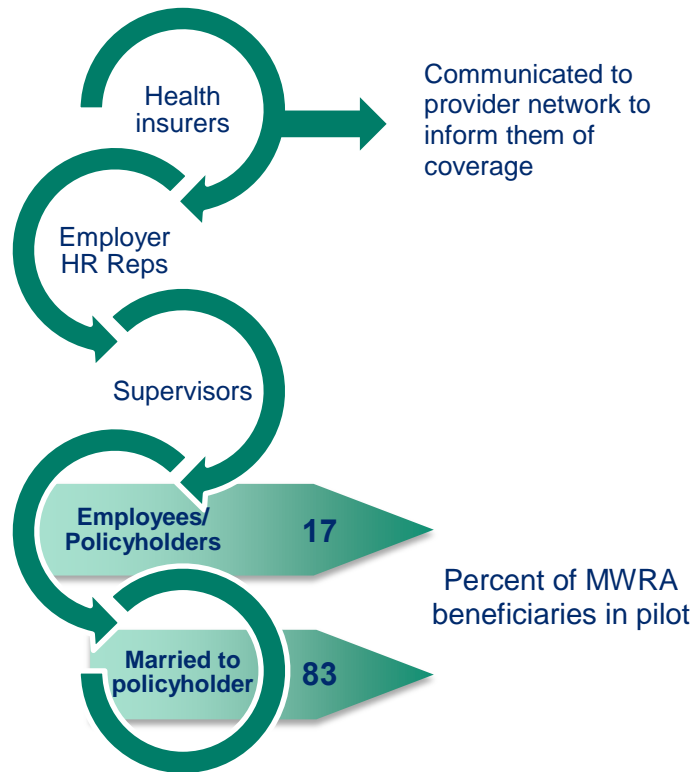 Health
insurers
Communicated to
provider network to
inform them of
coverage
Employer
HR Reps
Supervisors
Employees/
Policyholders
17
Percent of MWRA
beneficiaries in pilot
Married to
policyholder
83